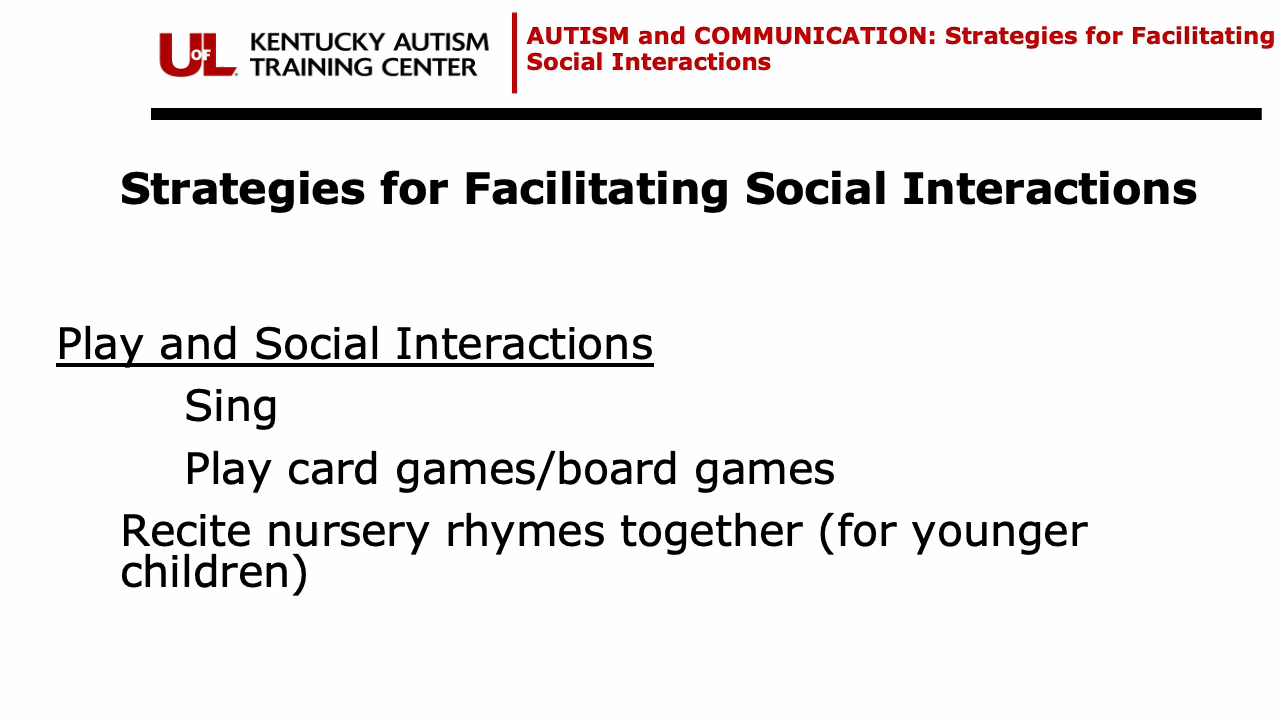 UofL KENTUCKY AUTISM
TRAINING CENTER
AUTISM and COMMUNICATION: Strategies for Facilitating
Social Interactions
Strategies for Facilitating Social Interactions
Play and Social Interactions
Sing
Play card games/board games
Recite nursery rhymes together (for younger
children)